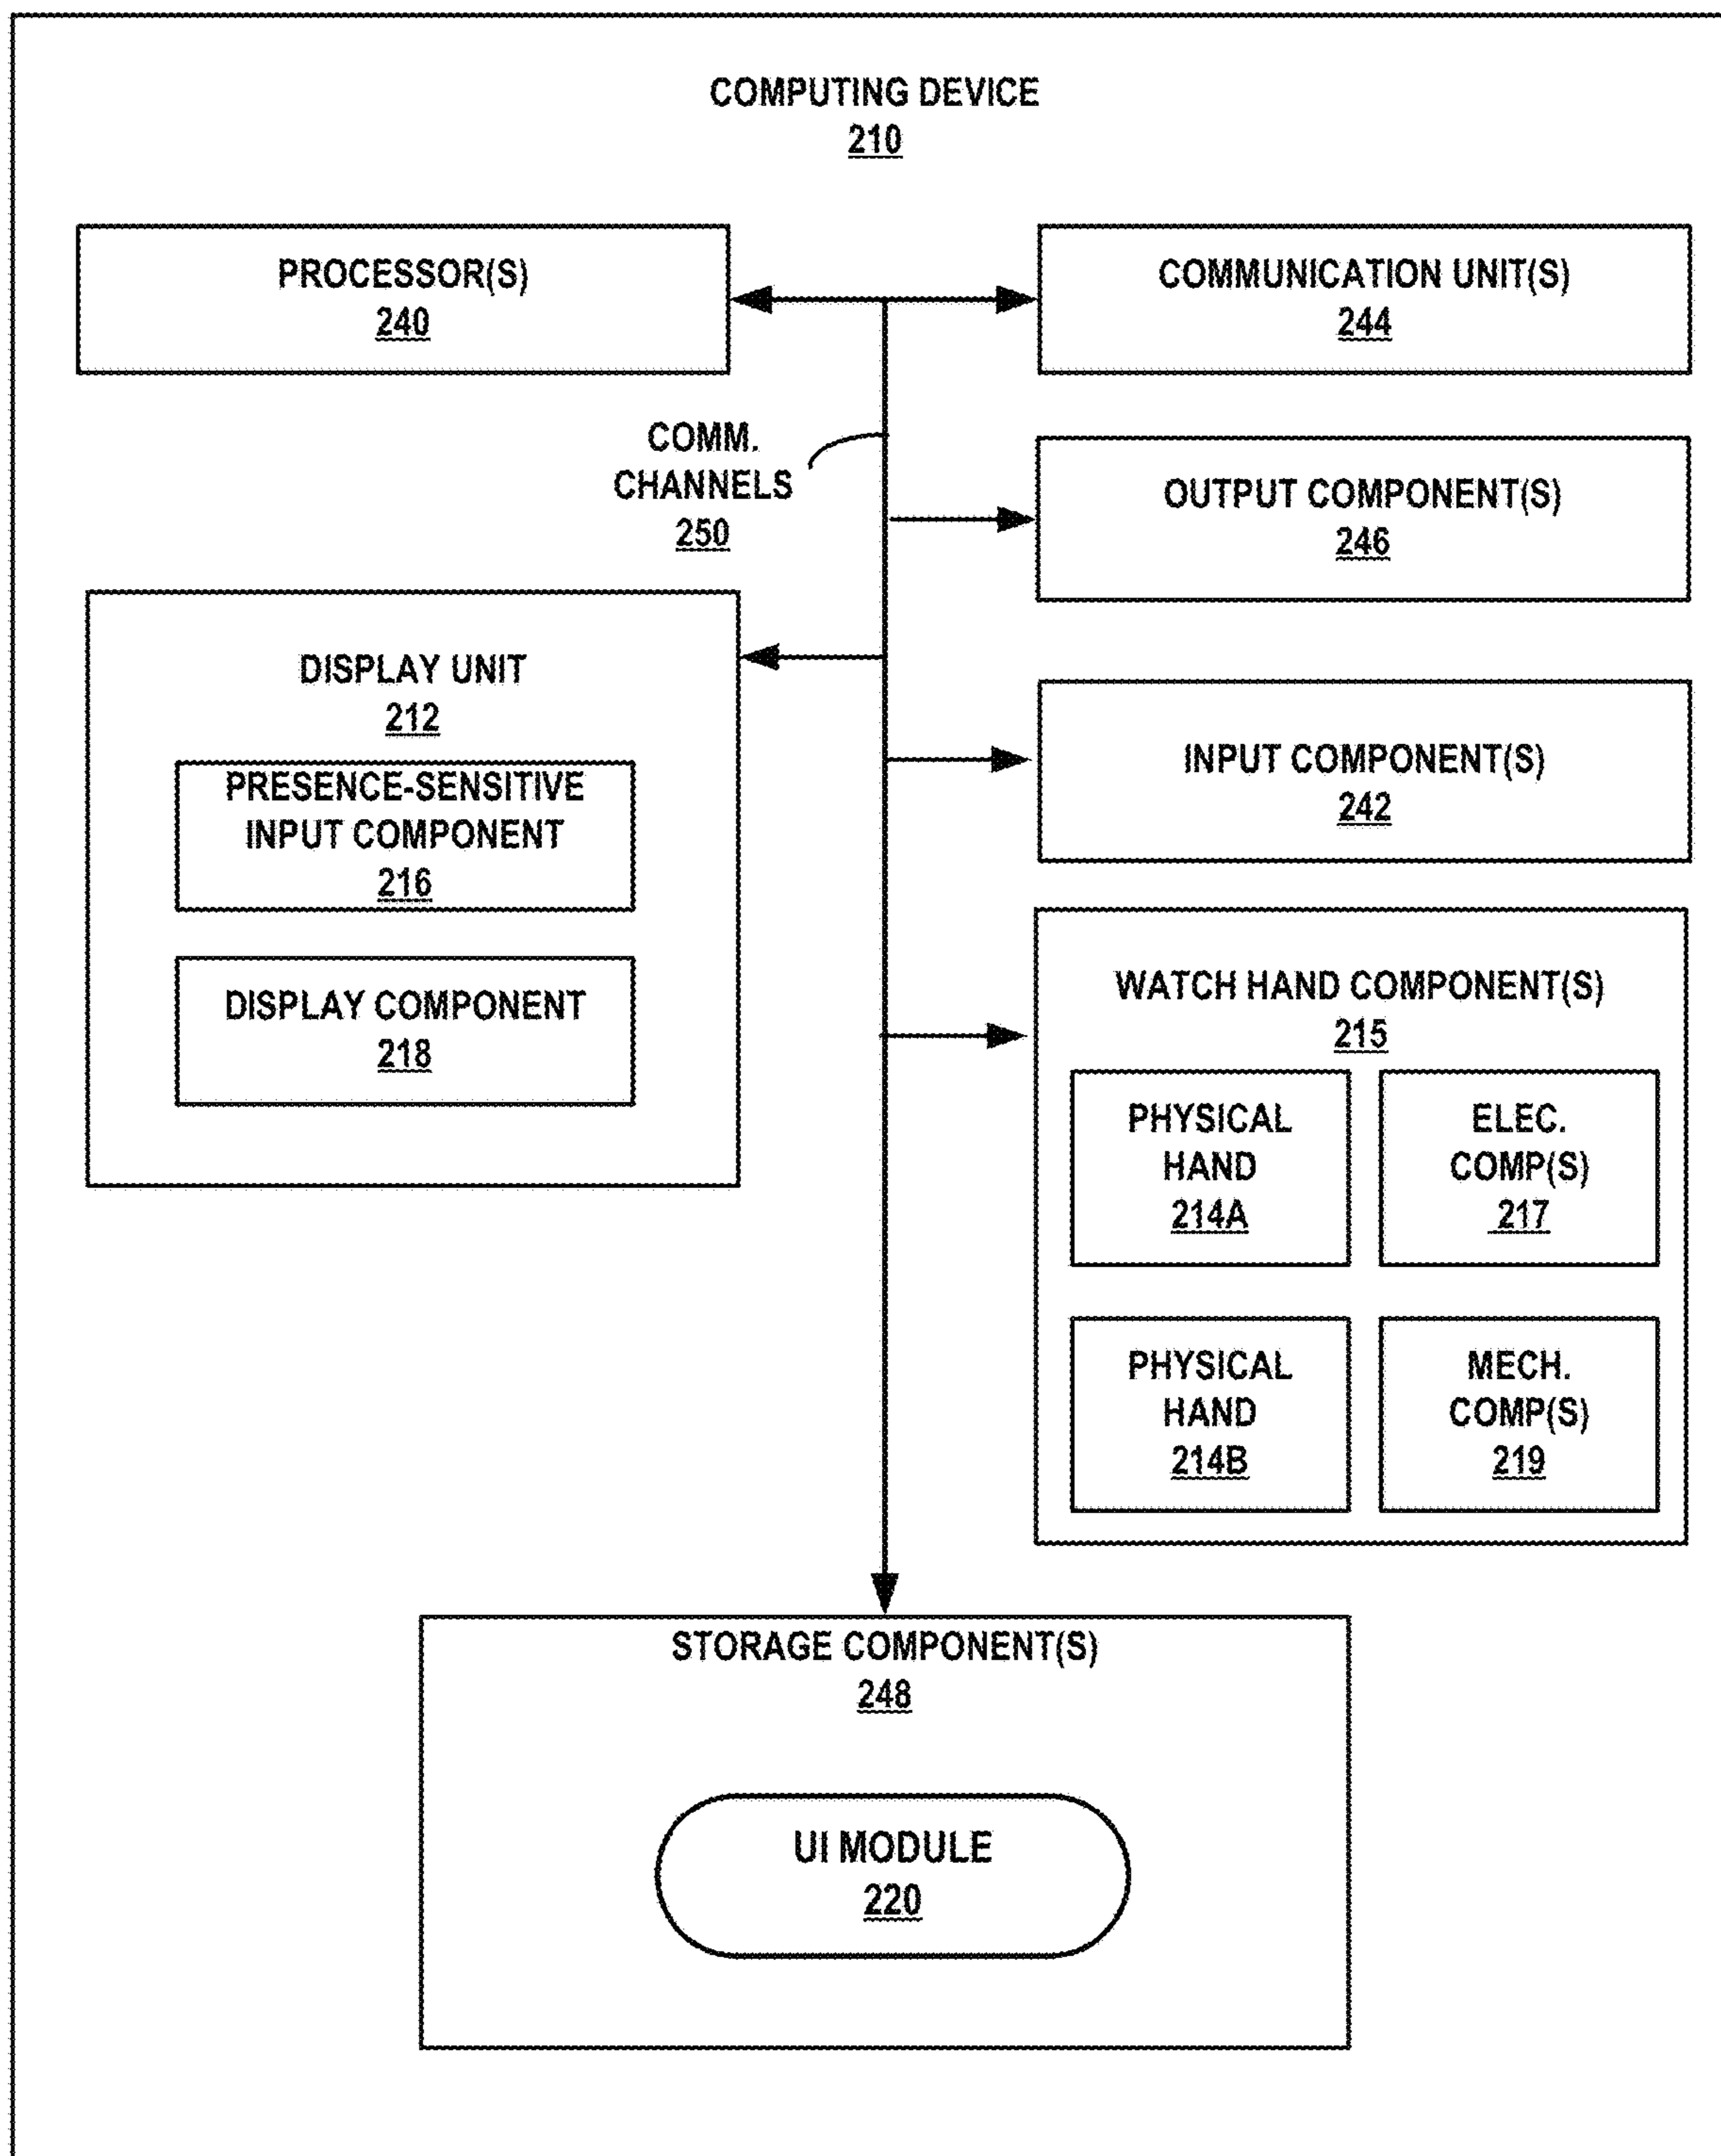 COMPUTING DEVICE
210
PROCESSOR(S)
240
COMMUNICATION UNIT(S)
244
COMM.
CHANNELS
250
OUTPUT COMPONENT(S)
246
DISPLAY UNIT
212
PRESENCE-SENSITIVE
INPUT COMPONENT
216
DISPLAY COMPONENT
218
INPUT COMPONENT(S)
242
WATCH HAND COMPONENT(S)
215
PHYSICAL
HAND
214A
ELEC.
COMP(S)
217
PHYSICAL
HAND
214B
MECH.
COMP(S)
219
STORAGE COMPONENT(S)
248
UI MODULE
220